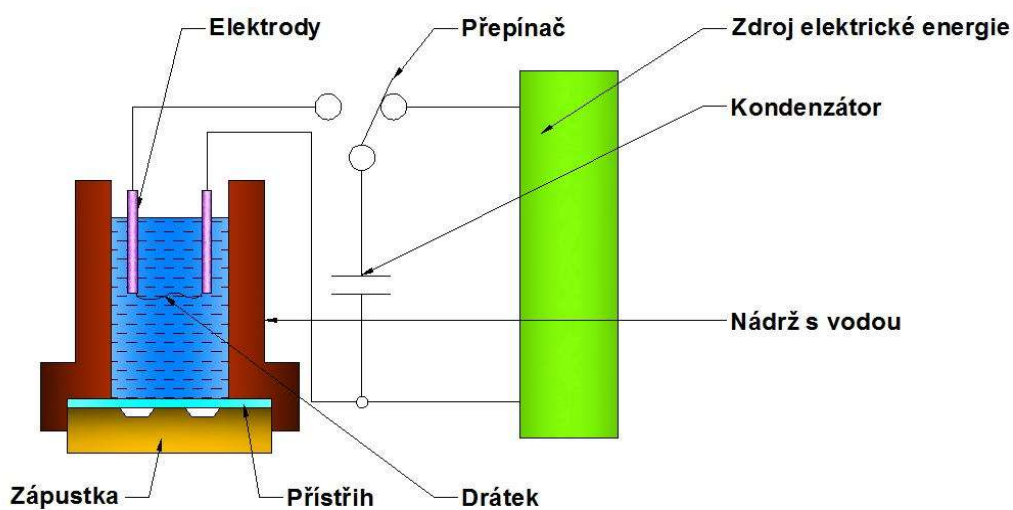 Elektrody
Přepínač
Zdroj elektrické energie
Kondenzátor
Nádrž s vodou
Zápustka
Přístřih
Drátek